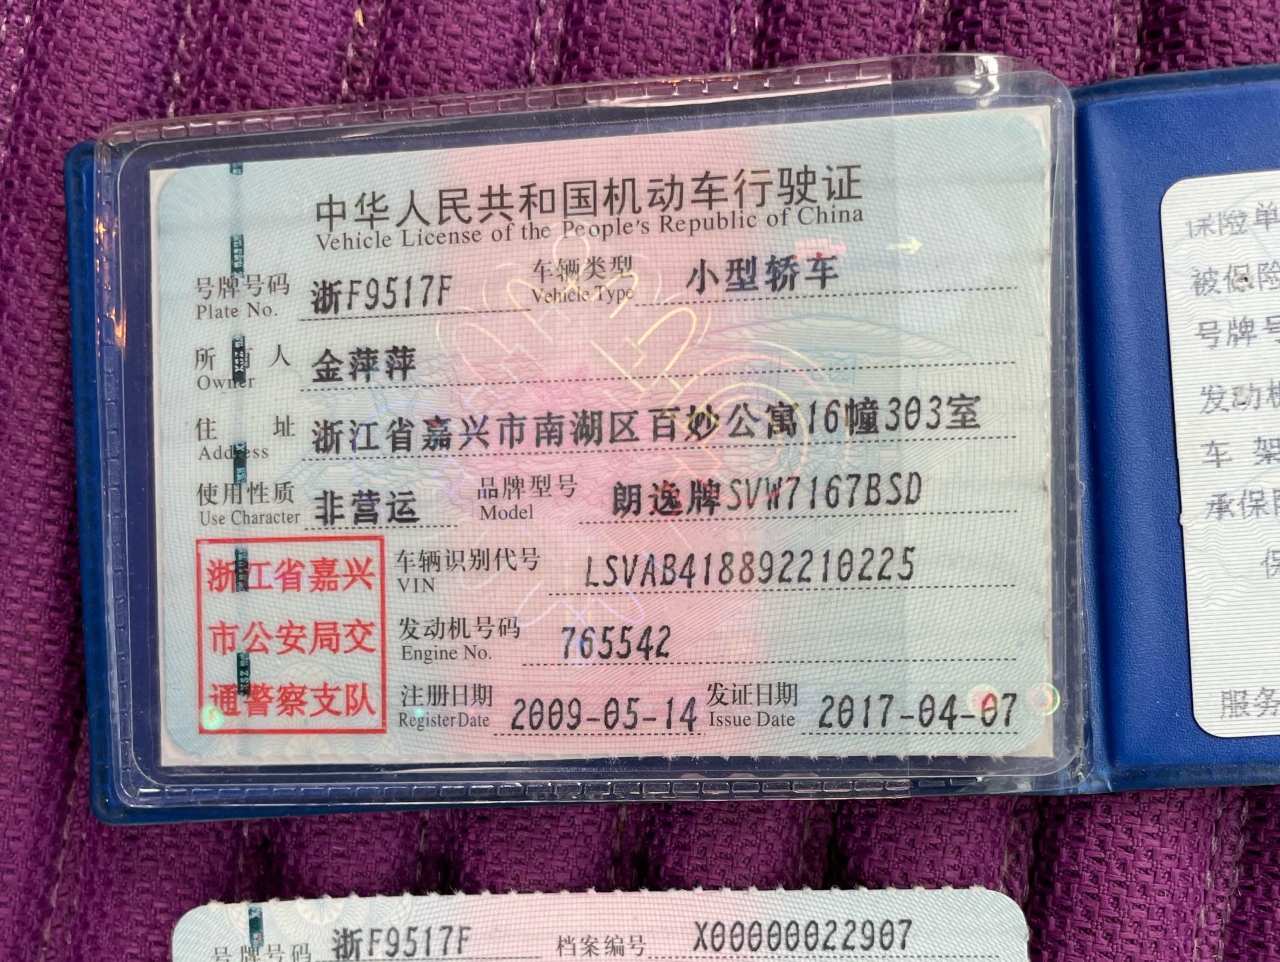 中华人民共和国机动车行驶证
Vehicle License of the People's Republic of China
号牌号码 浙F9517F 车辆类型 小型轿车
Plate No. Vehicle Type
所有人 金萍萍
Owner
住址 浙江省嘉兴市南湖区百妙公寓16幢303室
Address
使用性质 非营运 品牌型号 朗逸牌SVW7167BSD
Use Character Model
浙江省嘉兴
市公安局交
通警察支队
车辆识别代号 LSVAB418892210225
VIN
发动机号码 765542
Engine No.
注册日期 2009-05-14 发证日期 2017-04-07
Register Date Issue Date
保险单
被保险
号牌号
发动机
车架
承保
保
服务
号牌号码 浙F9517F 档案编号 X00000022907